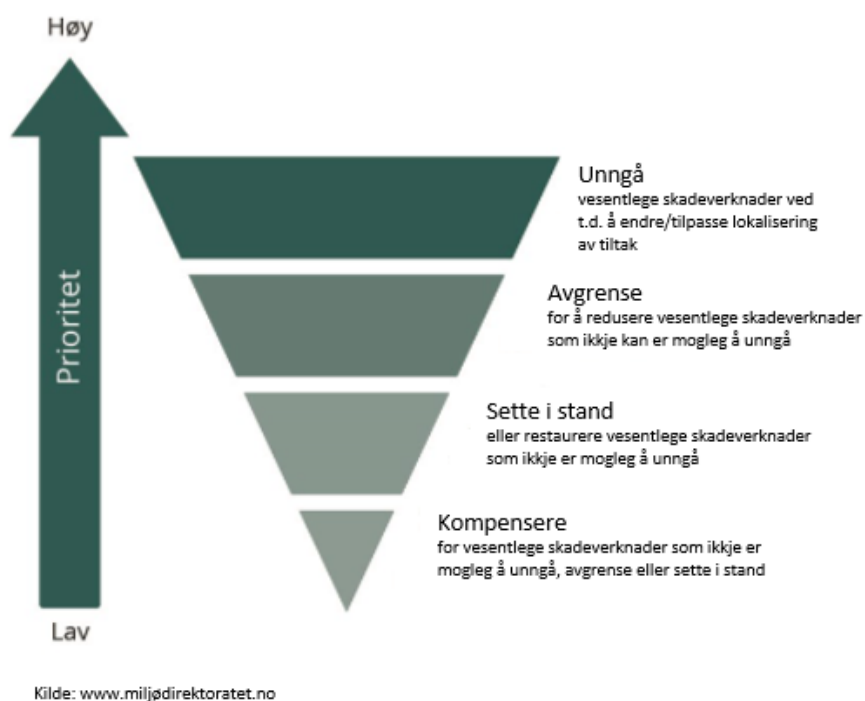 Høy
Prioritet
Unngå
vesentlege skadeverknader ved
t.d. å endre/tilpasse lokalisering
av tiltak
Avgrense
for å redusere vesentlege skadeverknader
som ikkje kan er mogleg å unngå
Sette i stand
eller restaurere vesentlege skadeverknader
som ikkje er mogleg å unngå
Kompensere
for vesentlege skadeverknader som ikkje er
mogleg å unngå, avgrense eller sette i stand
Lav
Kilde: www.miljødirektoratet.no